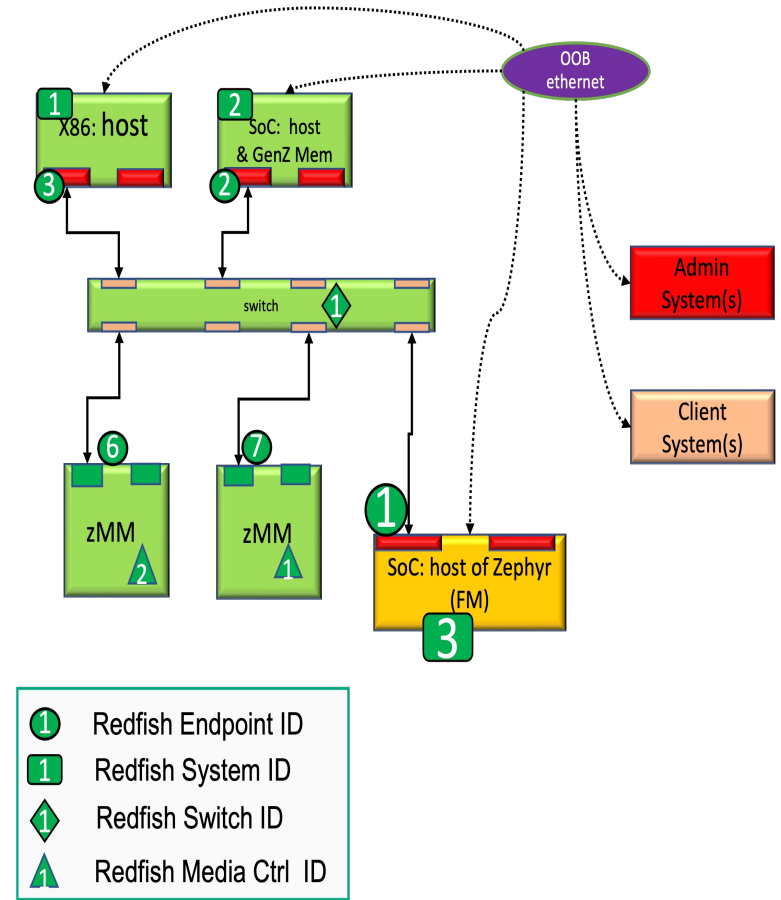 OOB
ethernet
1
X86: host
3
2
SoC: host
& GenZ Mem
2
Admin
System(s)
switch
1
Client
System(s)
6
7
zMM
2
zMM
1
1
SoC: host of Zephyr
(FM)
3
1 Redfish Endpoint ID
1 Redfish System ID
1 Redfish Switch ID
1 Redfish Media Ctrl ID